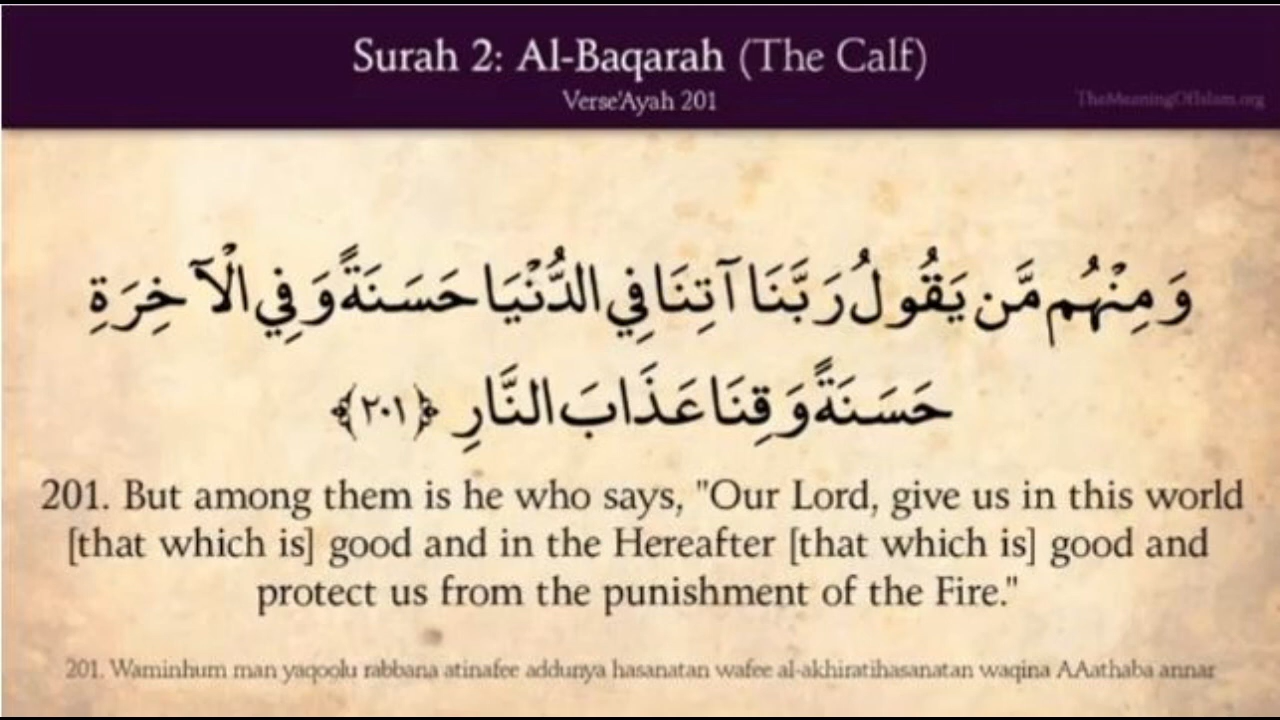 Surah 2: Al-Baqarah (The Calf)
Verse'Ayah 201
TheMeaningOfIslam.org
وَمِنْهُم مَّن يَقُولُ رَبَّنَا آتِنَا فِي الدُّنْيَا حَسَنَةً وَفِي الْآخِرَةِ
حَسَنَةً وَقِنَا عَذَابَ النَّارِ ﴿٢٠١﴾
201. But among them is he who says, "Our Lord, give us in this world
[that which is] good and in the Hereafter [that which is] good and
protect us from the punishment of the Fire."
201. Waminhum man yaqoolu rabbana atinafee addunya hasanatan wafee al-akhiratihasanatan waqina AAathaba annar